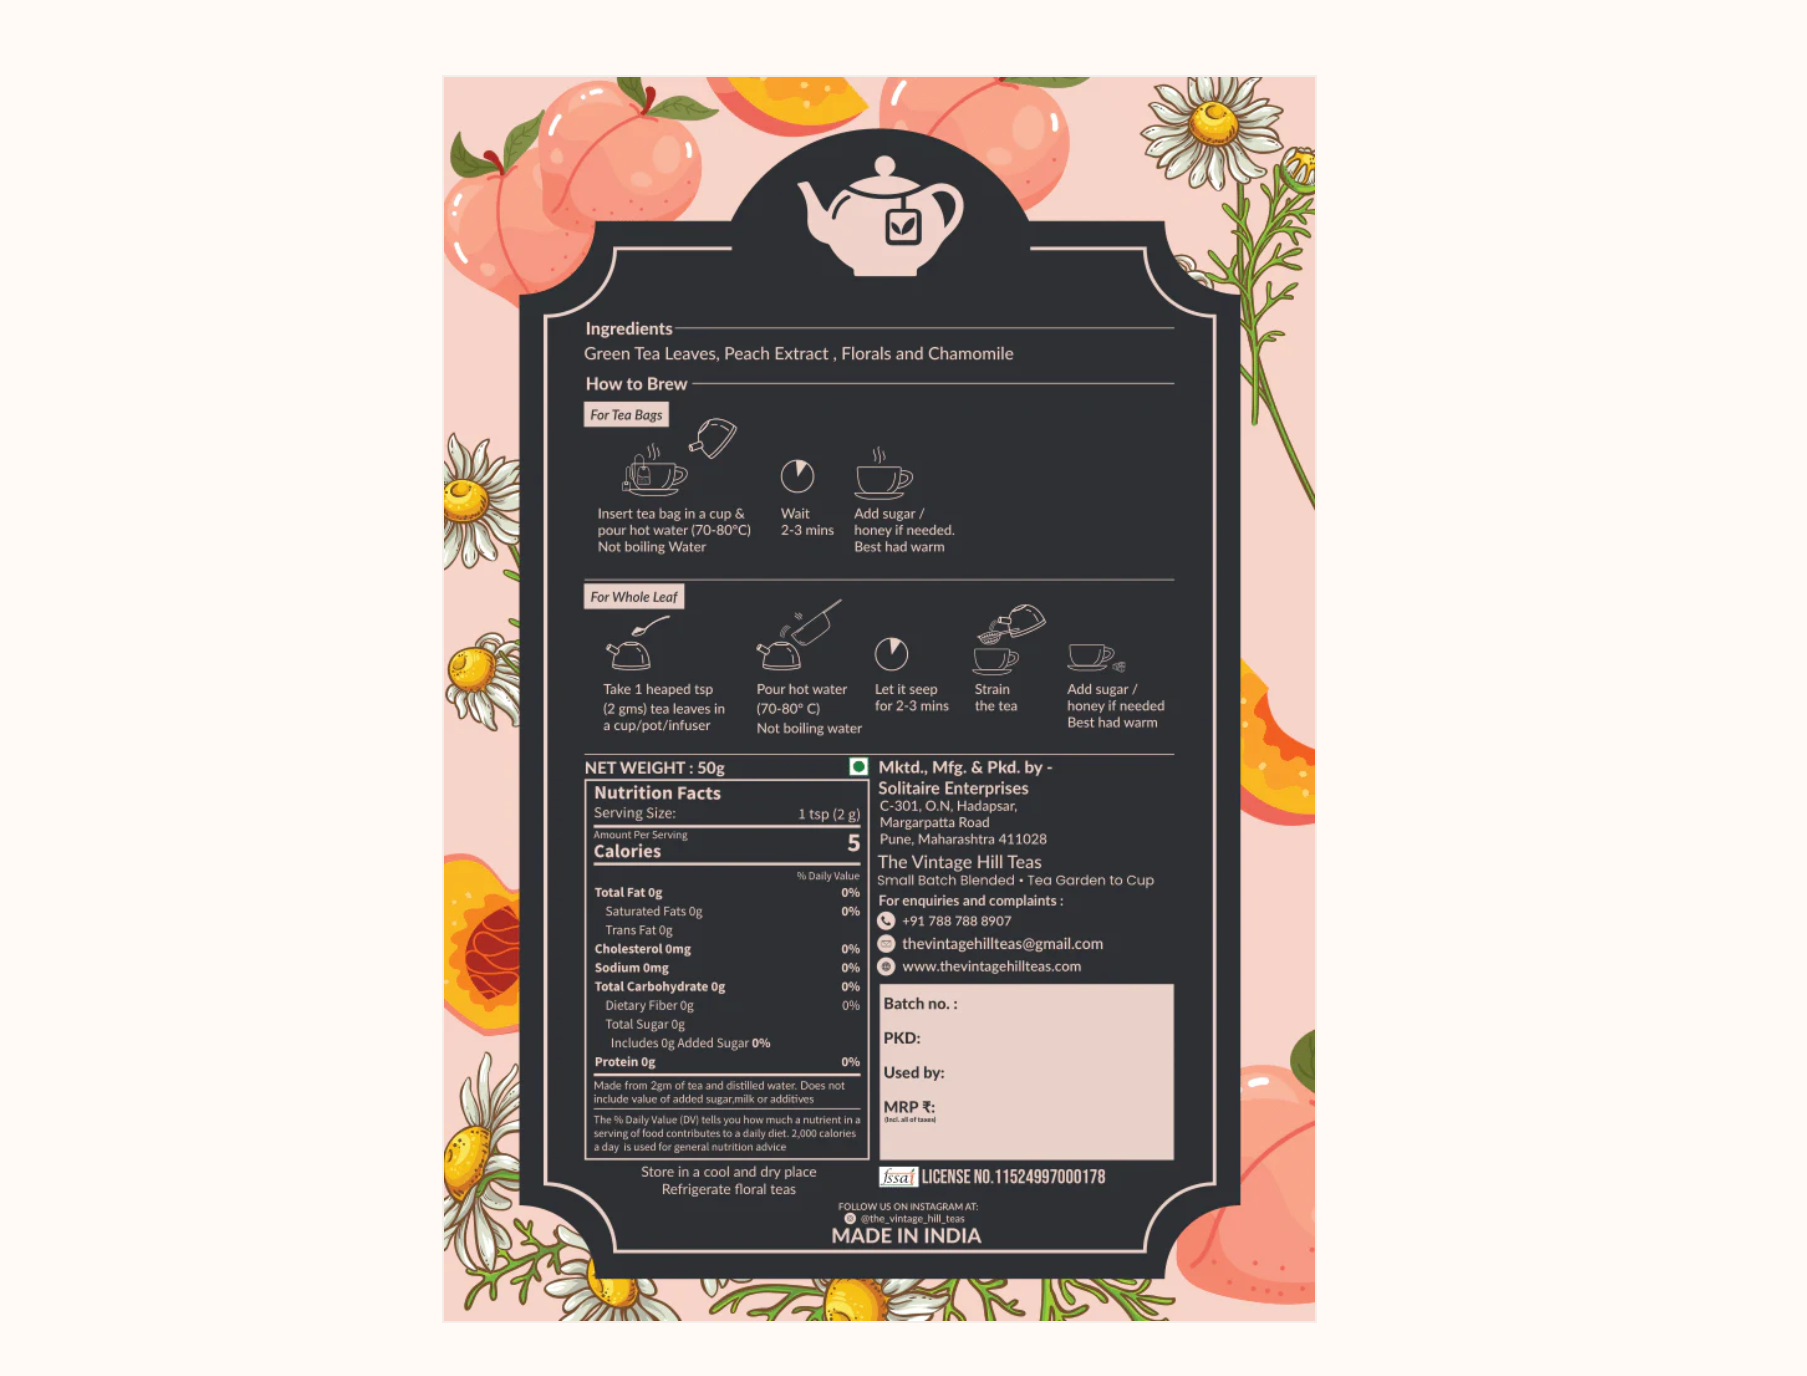 Ingredients
Green Tea Leaves, Peach Extract , Florals and Chamomile
How to Brew
For Tea Bags
Insert tea bag in a cup &
pour hot water (70-80°C)
Not boiling Water
Wait
2-3 mins
Add sugar /
honey if needed.
Best had warm
For Whole Leaf
Take 1 heaped tsp
(2 gms) tea leaves in
a cup/pot/infuser
Pour hot water
(70-80° C)
Not boiling water
Let it seep
for 2-3 mins
Strain
the tea
Add sugar /
honey if needed
Best had warm
NET WEIGHT : 50g
Nutrition Facts
Serving Size: 1 tsp (2 g)
Amount Per Serving
Calories 5
% Daily Value
Total Fat 0g 0%
Saturated Fats 0g 0%
Trans Fat 0g
Cholesterol 0mg 0%
Sodium 0mg 0%
Total Carbohydrate 0g 0%
Dietary Fiber 0g 0%
Total Sugar 0g
Includes 0g Added Sugar 0%
Protein 0g 0%
Made from 2gm of tea and distilled water. Does not
include value of added sugar,milk or additives
The % Daily Value (DV) tells you how much a nutrient in a
serving of food contributes to a daily diet. 2,000 calories
a day is used for general nutrition advice
Store in a cool and dry place
Refrigerate floral teas
Mktd., Mfg. & Pkd. by -
Solitaire Enterprises
C-301, O.N, Hadapsar,
Margarpatta Road
Pune, Maharashtra 411028
The Vintage Hill Teas
Small Batch Blended • Tea Garden to Cup
For enquiries and complaints :
+91 788 788 8907
thevintagehillteas@gmail.com
www.thevintagehillteas.com
Batch no. :
PKD:
Used by:
MRP ₹:
(Incl. all of taxes)
fssai LICENSE NO.11524997000178
FOLLOW US ON INSTAGRAM AT:
@the_vintage_hill_teas
MADE IN INDIA